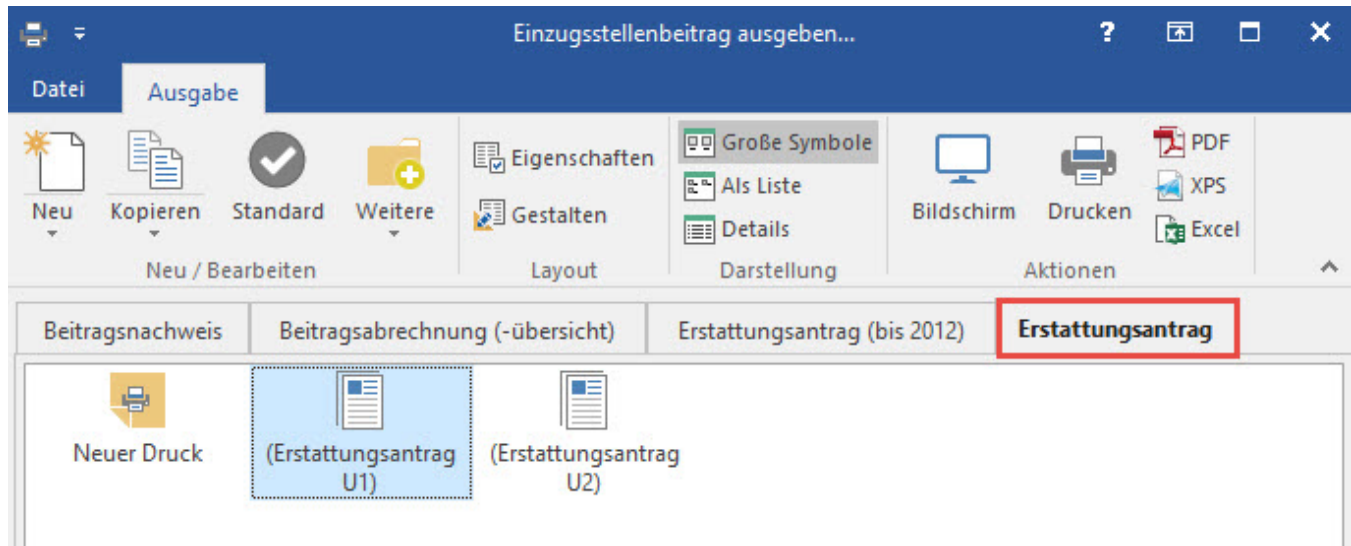 Einzugsstellenbeitrag ausgeben...
?
Datei
Ausgabe
Neu
Kopieren
Standard
Weitere
Neu / Bearbeiten
Eigenschaften
Gestalten
Layout
Große Symbole
Als Liste
Details
Darstellung
Bildschirm
Drucken
PDF
XPS
Excel
Aktionen
Beitragsnachweis
Beitragsabrechnung (-übersicht)
Erstattungsantrag (bis 2012)
Erstattungsantrag
Neuer Druck
(Erstattungsantrag
U1)
(Erstattungsantrag
U2)